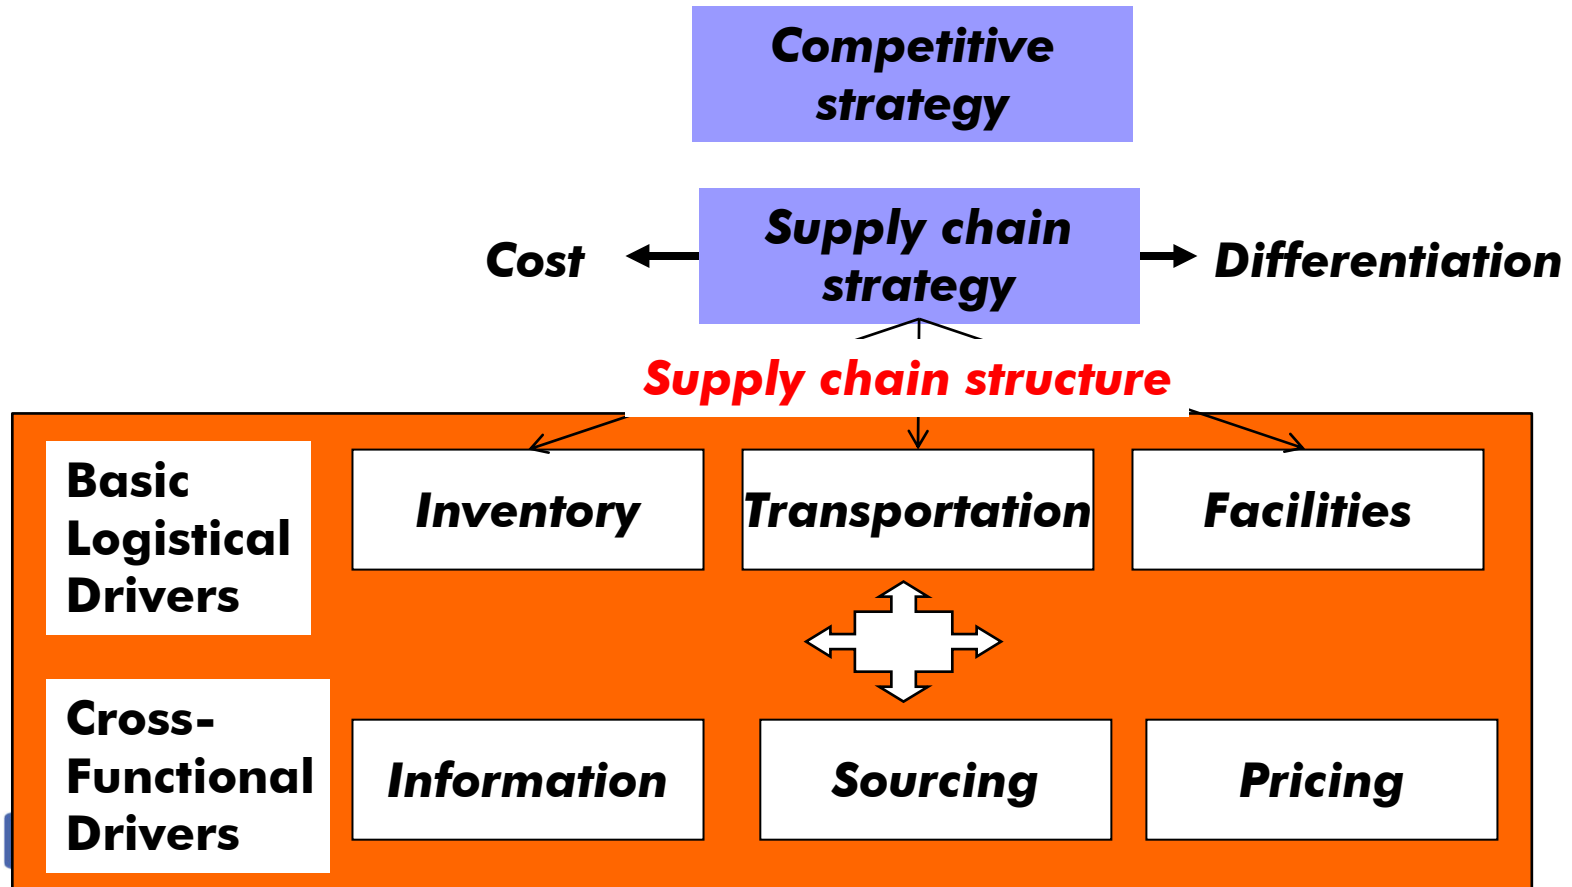 Competitive
strategy
Supply chain
strategy
Cost
Differentiation
Supply chain structure
Basic
Logistical
Drivers
Inventory
Transportation
Facilities
Cross-
Functional
Drivers
Information
Sourcing
Pricing